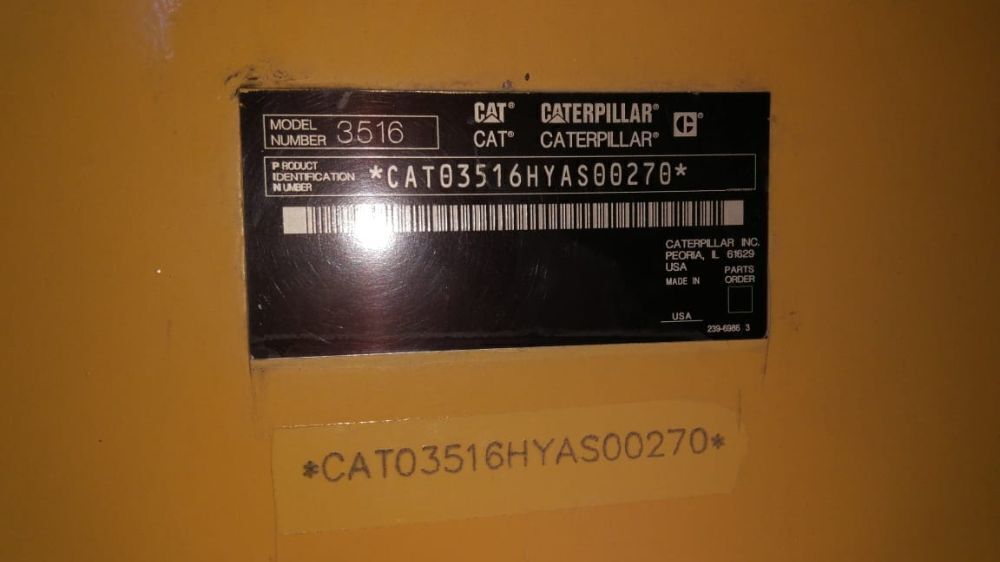 MODEL
NUMBER 3516
CAT® CATERPILLAR®
CAT® CATERPILLAR®
PRODUCT
IDENTIFICATION
NUMBER
*CAT03516HYAS00270*
CATERPILLAR INC.
PEORIA, IL 61629
USA
MADE IN
PARTS
ORDER
USA
239-6986 3
*CAT03516HYAS00270*